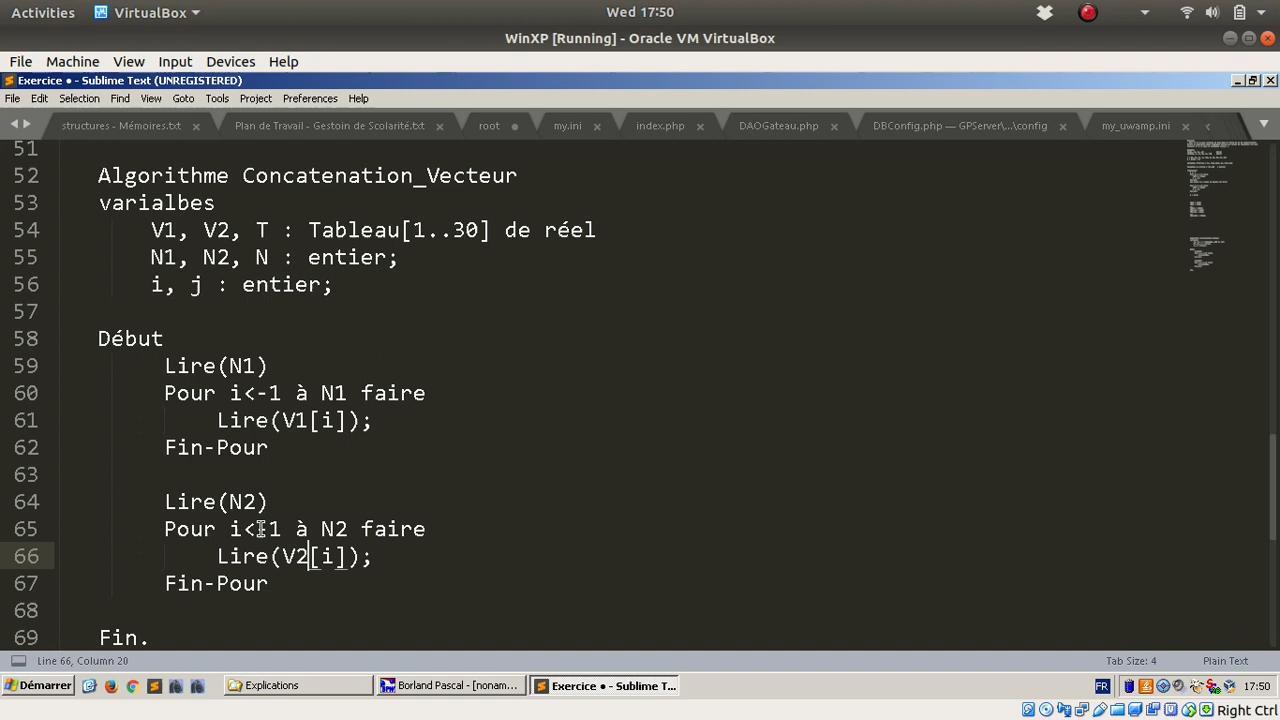 Activities VirtualBox Wed 17:50
WinXP [Running] - Oracle VM VirtualBox
File Machine View Input Devices Help
Exercice • - Sublime Text (UNREGISTERED)
File Edit Selection Find View Goto Tools Project Preferences Help
structures - Mémoires.txt Plan de Travail - Gestoin de Scolarité.txt root my.ini index.php DAOGateau.php DBConfig.php — GPServer\...\config my_uwamp.ini
51
52 Algorithme Concatenation_Vecteur
53 varialbes
54 V1, V2, T : Tableau[1..30] de réel
55 N1, N2, N : entier;
56 i, j : entier;
57
58 Début
59 Lire(N1)
60 Pour i<-1 à N1 faire
61 Lire(V1[i]);
62 Fin-Pour
63
64 Lire(N2)
65 Pour i<-1 à N2 faire
66 Lire(V2[i]);
67 Fin-Pour
68
69 Fin.
Line 66, Column 20 Tab Size: 4 Plain Text
Démarrer Explications Borland Pascal - [nonam... Exercice • - Sublime T... FR 17:50
Right Ctrl